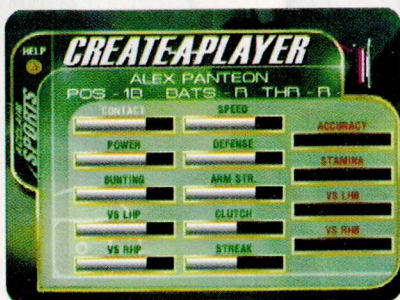 HELP
CREATE-A-PLAYER
ALEX PANTEON
POS - 1B BATS - R THR - R
SPORTS
CONTACT SPEED
POWER DEFENSE
BUNTING ARM STR.
VS LHP CLUTCH
VS RHP STREAK
ACCURACY
STAMINA
VS LHB
VS RHB